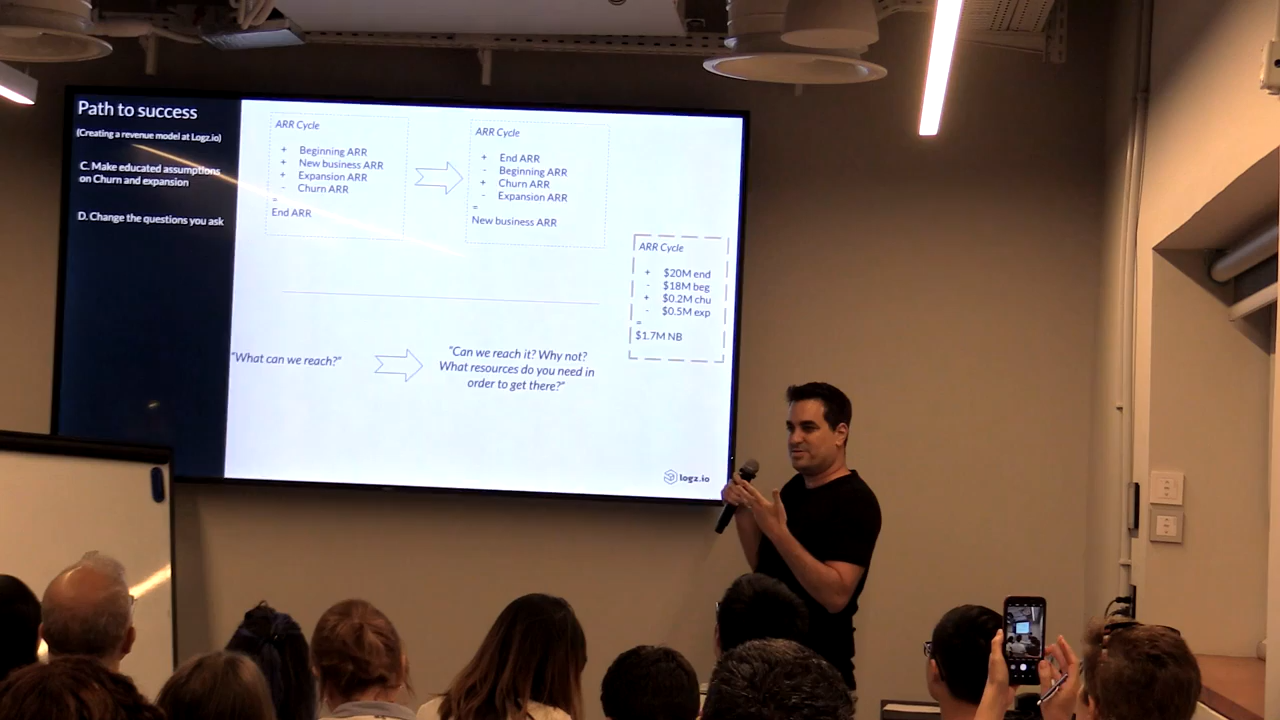 Path to success
(Creating a revenue model at Logz.io)
C. Make educated assumptions
on Churn and expansion
D. Change the questions you ask
ARR Cycle
+ Beginning ARR
+ New business ARR
+ Expansion ARR
- Churn ARR
=
End ARR
ARR Cycle
+ End ARR
- Beginning ARR
+ Churn ARR
- Expansion ARR
=
New business ARR
ARR Cycle
+ $20M end
- $18M beg
+ $0.2M chu
- $0.5M exp
=
$1.7M NB
"What can we reach?"
"Can we reach it? Why not?
What resources do you need in
order to get there?"
logz.io